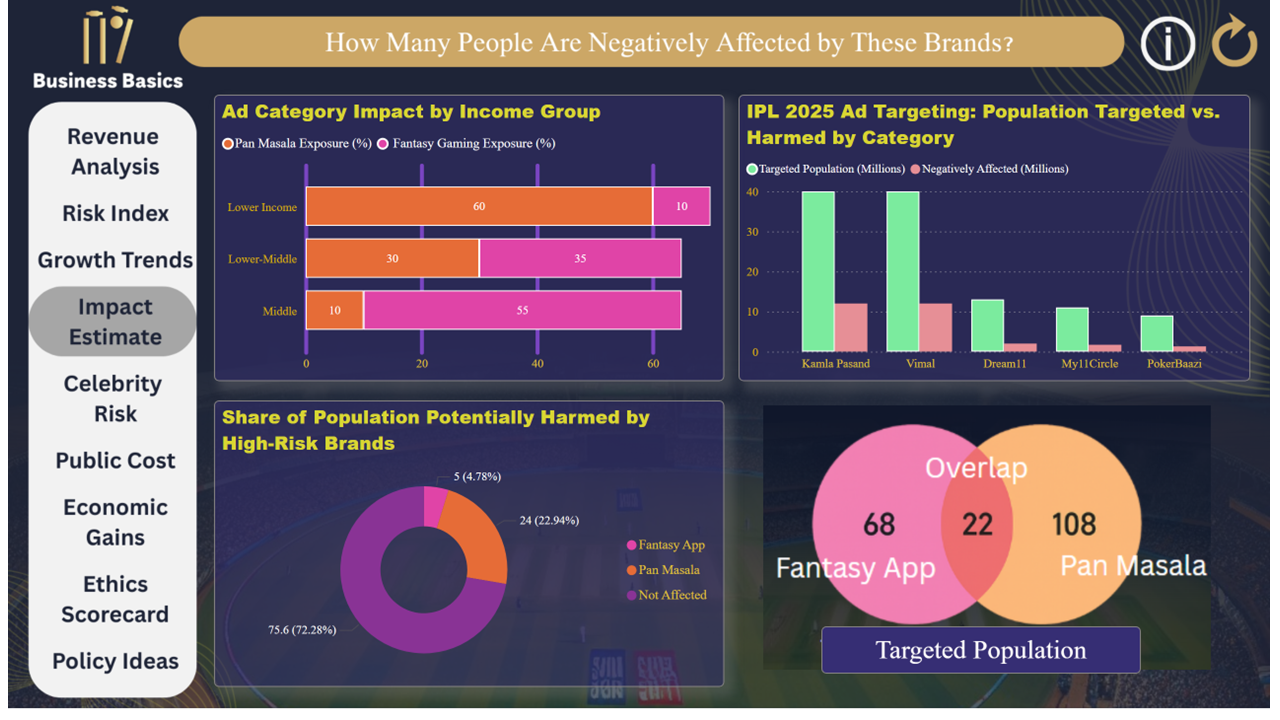 How Many People Are Negatively Affected by These Brands?
Business Basics
Revenue
Analysis
Risk Index
Growth Trends
Impact
Estimate
Celebrity
Risk
Public Cost
Economic
Gains
Ethics
Scorecard
Policy Ideas
Ad Category Impact by Income Group
Pan Masala Exposure (%) Fantasy Gaming Exposure (%)
Lower Income 60 10
Lower-Middle 30 35
Middle 10 55
0 20 40 60
IPL 2025 Ad Targeting: Population Targeted vs.
Harmed by Category
Targeted Population (Millions) Negatively Affected (Millions)
40
30
20
10
0
Kamla Pasand Vimal Dream11 My11Circle PokerBaazi
Share of Population Potentially Harmed by
High-Risk Brands
5 (4.78%)
24 (22.94%)
75.6 (72.28%)
Fantasy App
Pan Masala
Not Affected
Overlap
68 22 108
Fantasy App Pan Masala
Targeted Population